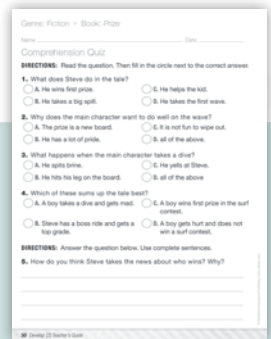 Genre: Fiction • Book: Prize
Name Date
Comprehension Quiz
DIRECTIONS: Read the question. Then fill in the circle next to the correct answer.
1. What does Steve do in the tale?
A. He wins first prize. C. He helps the kid.
B. He takes a big spill. D. He takes the first wave.
2. Why does the main character want to do well on the wave?
A. The prize is a new board. C. It is not fun to wipe out.
B. He has a lot of pride. D. all of the above.
3. What happens when the main character takes a dive?
A. He spits brine. C. He yells at Steve.
B. He hits his leg on the board. D. all of the above
4. Which of these sums up the tale best?
A. A boy takes a dive and gets mad. C. A boy wins first prize in the surf
contest.
B. Steve has a boss ride and gets a D. A boy gets hurt and does not
top grade. win a surf contest.
DIRECTIONS: Answer the question below. Use complete sentences.
5. How do you think Steve takes the news about who wins? Why?
Teacher's Guide